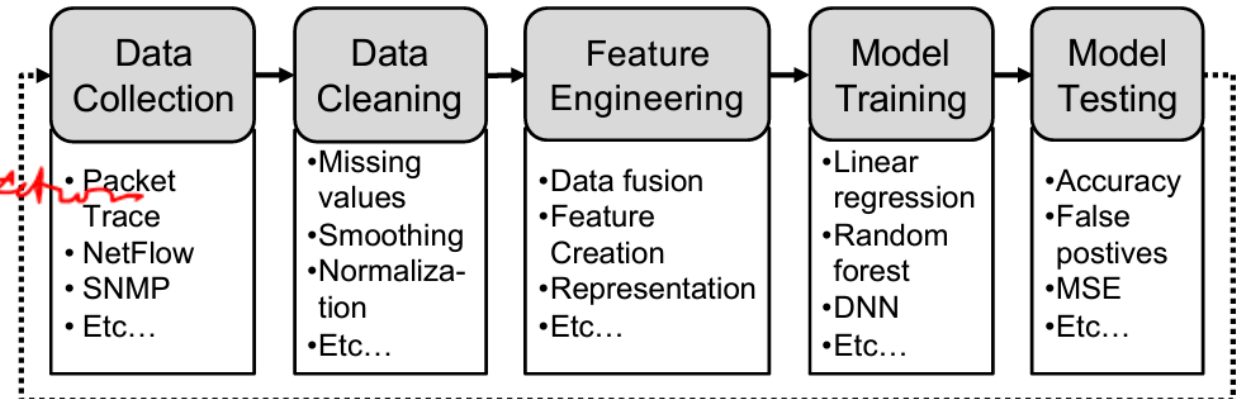 Data
Collection
• Packet
Trace
• NetFlow
• SNMP
• Etc…
Data
Cleaning
•Missing
values
•Smoothing
•Normaliza-
tion
•Etc…
Feature
Engineering
•Data fusion
•Feature
Creation
•Representation
•Etc…
Model
Training
•Linear
regression
•Random
forest
•DNN
•Etc…
Model
Testing
•Accuracy
•False
postives
•MSE
•Etc…